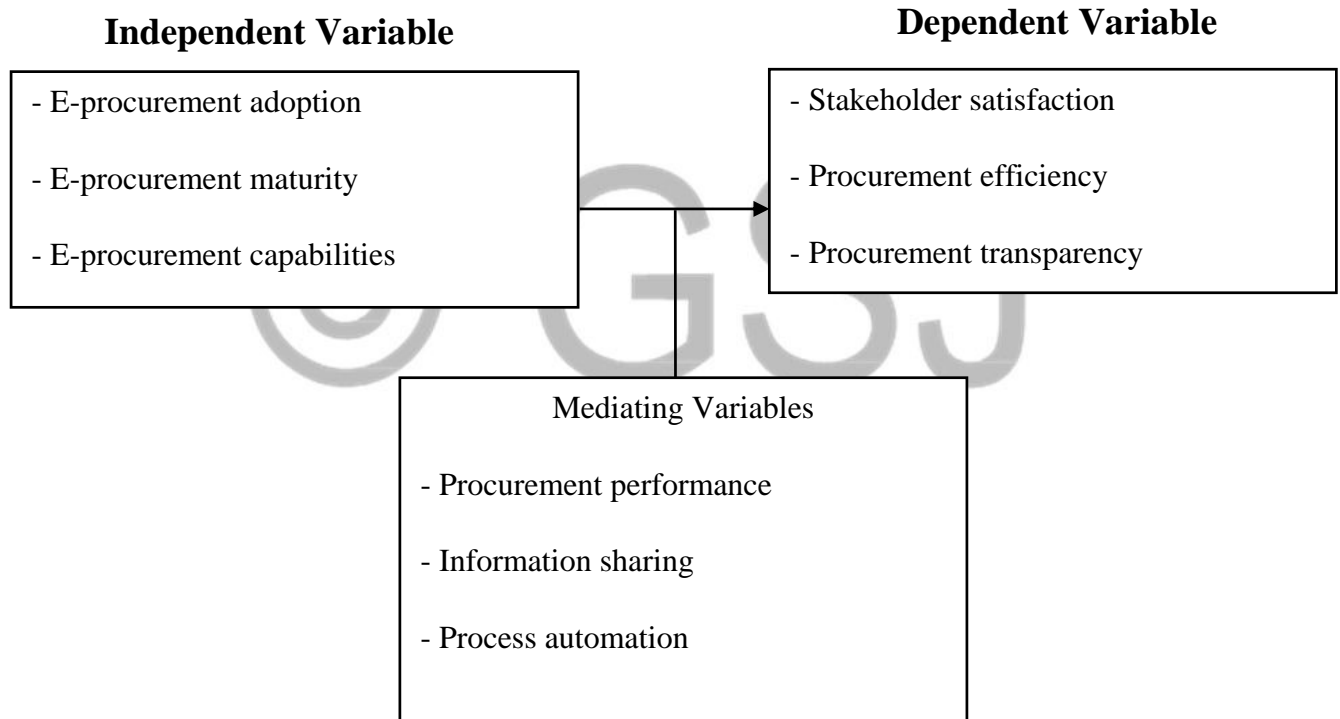 Independent Variable
- E-procurement adoption
- E-procurement maturity
- E-procurement capabilities
Dependent Variable
- Stakeholder satisfaction
- Procurement efficiency
- Procurement transparency
© GSJ
Mediating Variables
- Procurement performance
- Information sharing
- Process automation